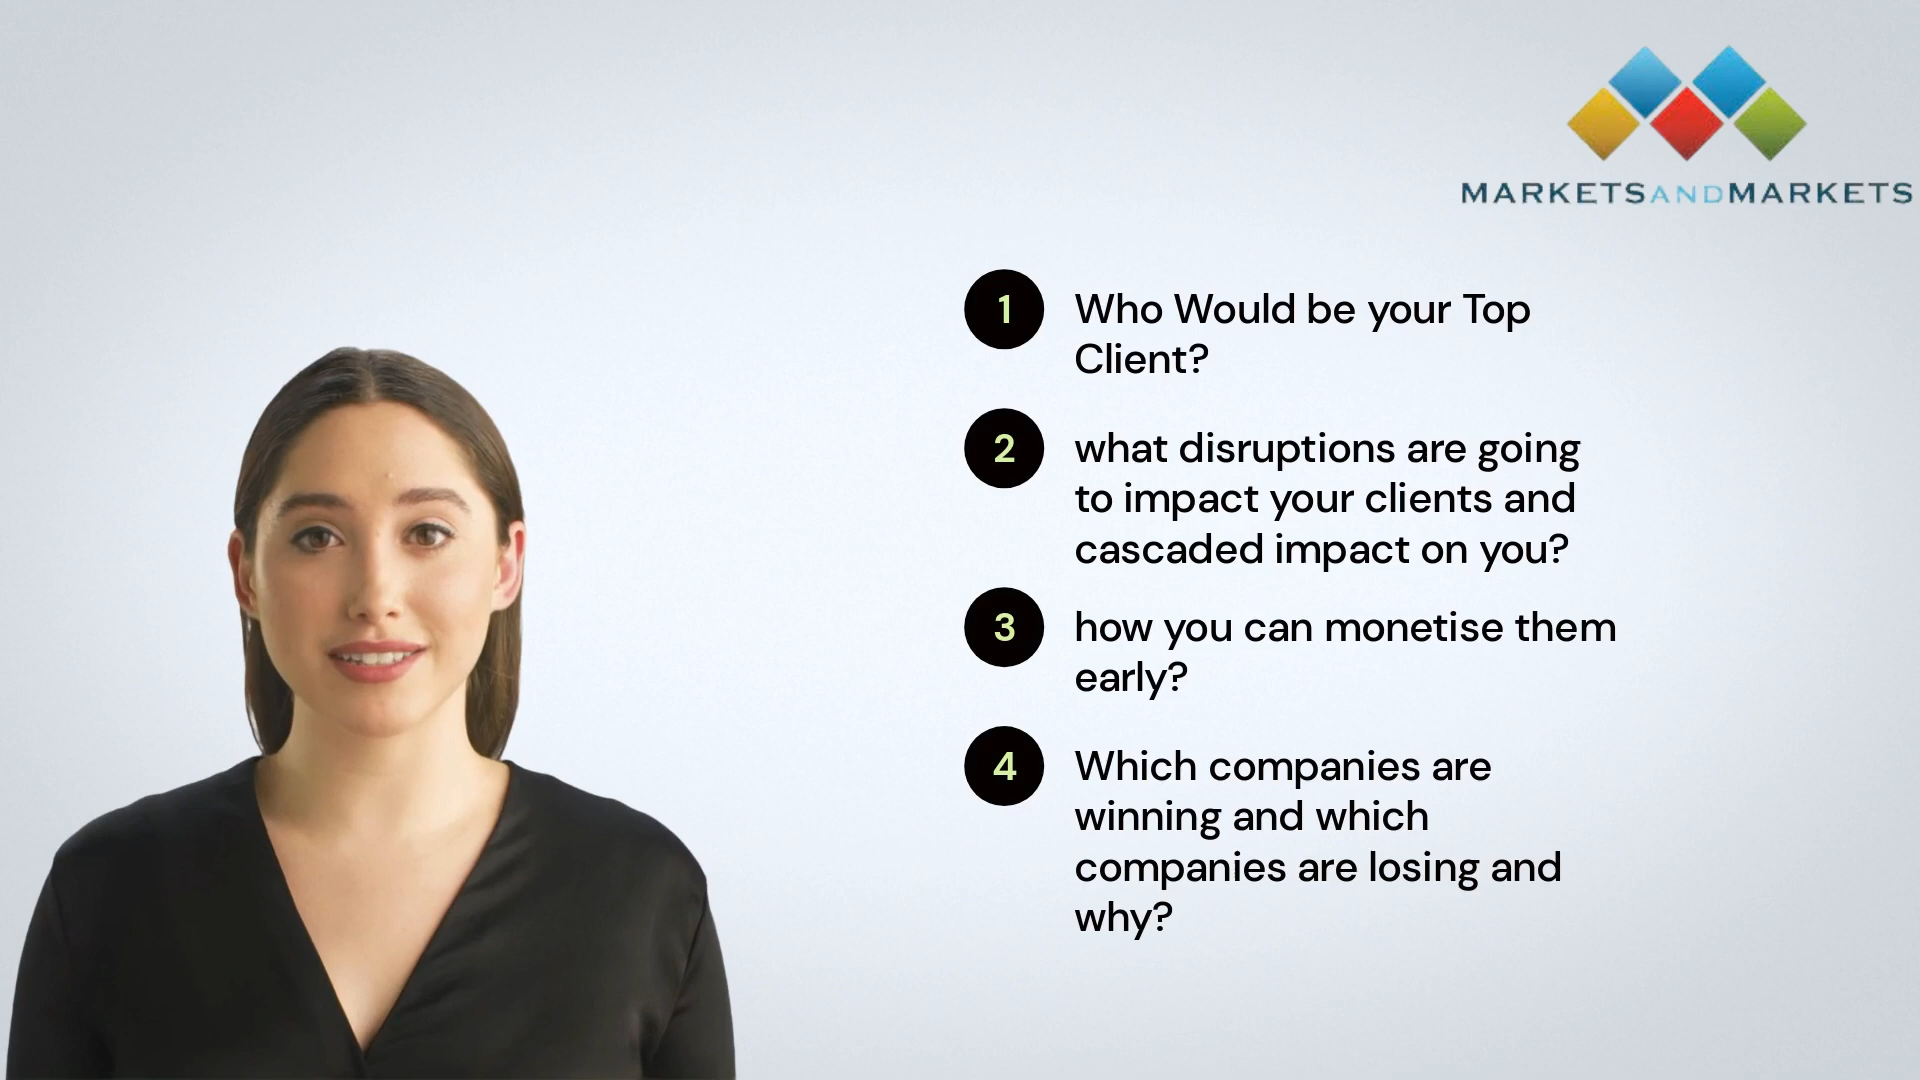 MARKETSANDMARKETS
1 Who Would be your Top
Client?
2 what disruptions are going
to impact your clients and
cascaded impact on you?
3 how you can monetise them
early?
4 Which companies are
winning and which
companies are losing and
why?